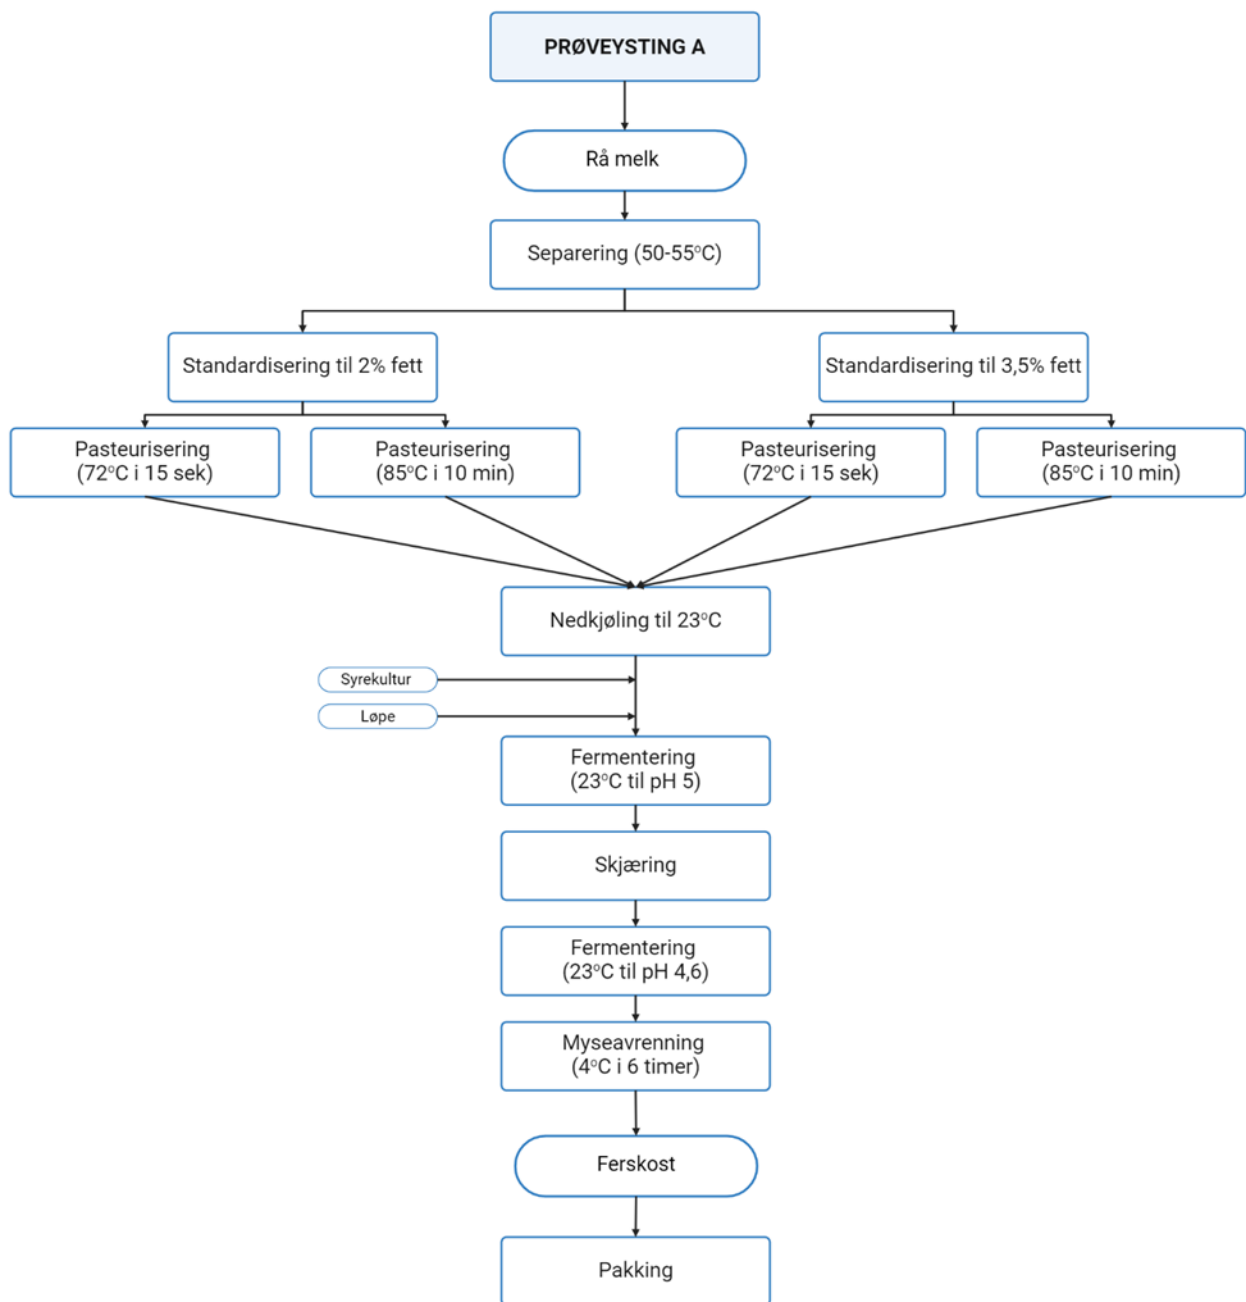 PRØVEYSTING A
Rå melk
Separering (50-55°C)
Standardisering til 2% fett
Standardisering til 3,5% fett
Pasteurisering
(72°C i 15 sek)
Pasteurisering
(85°C i 10 min)
Pasteurisering
(72°C i 15 sek)
Pasteurisering
(85°C i 10 min)
Nedkjøling til 23°C
Syrekultur
Løpe
Fermentering
(23°C til pH 5)
Skjæring
Fermentering
(23°C til pH 4,6)
Myseavrenning
(4°C i 6 timer)
Ferskost
Pakking